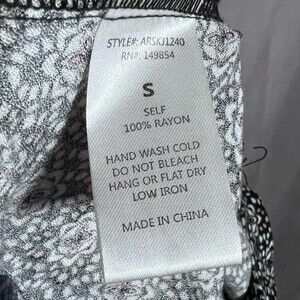 STYLE#: ARSKJ1240
RN#: 149854
S
SELF
100% RAYON
HAND WASH COLD
DO NOT BLEACH
HANG OR FLAT DRY
LOW IRON
MADE IN CHINA